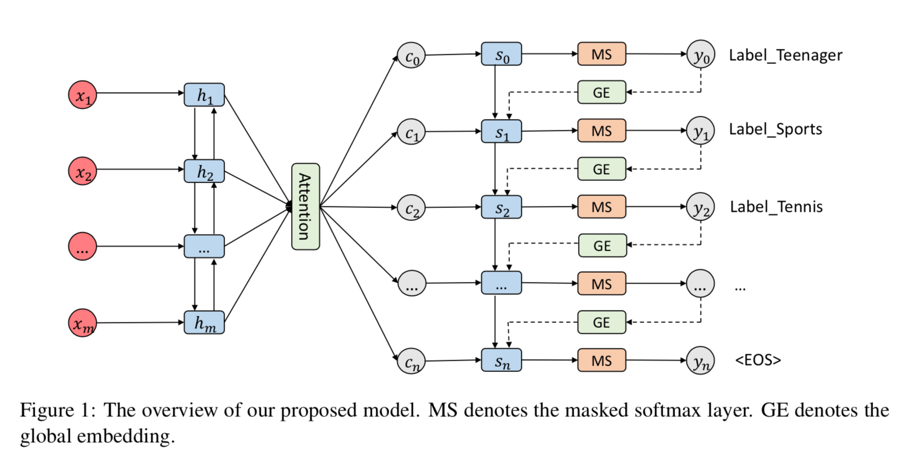 c₀ s₀ MS y₀ Label_Teenager
x₁ h₁ GE
c₁ s₁ MS y₁ Label_Sports
x₂ h₂ GE
Attention
c₂ s₂ MS y₂ Label_Tennis
... ... GE
... ... MS ... ...
xₘ hₘ GE
cₙ sₙ MS yₙ <EOS>
Figure 1: The overview of our proposed model. MS denotes the masked softmax layer. GE denotes the
global embedding.